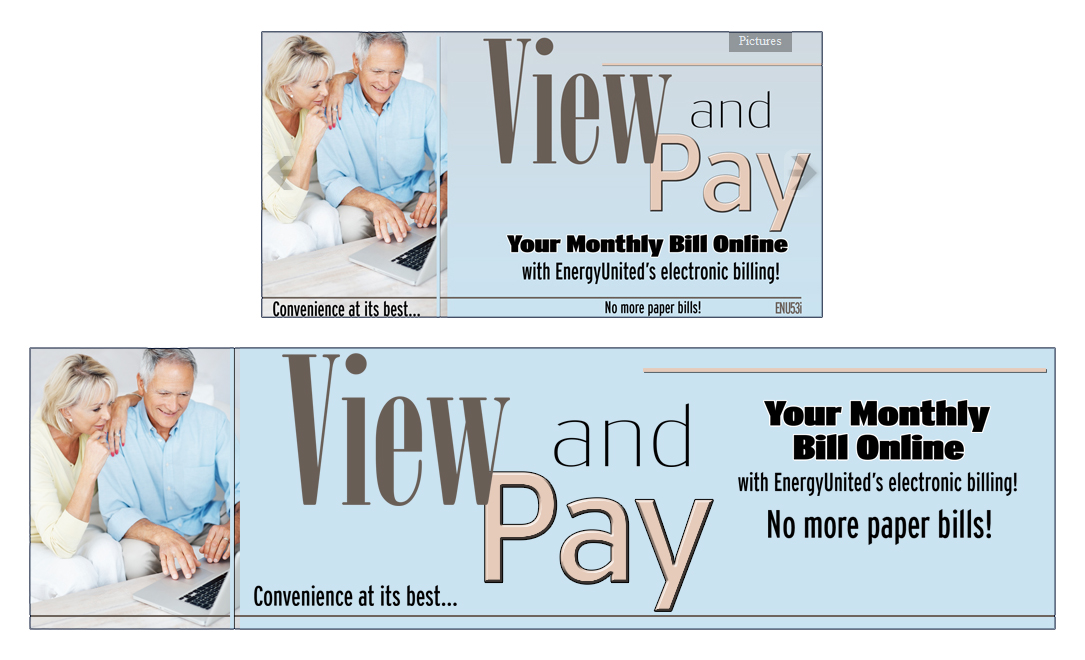 Pictures
View
and
Pay
Your Monthly Bill Online
with EnergyUnited's electronic billing!
Convenience at its best...
No more paper bills!
ENU53i
View
and
Pay
Your Monthly
Bill Online
with EnergyUnited's electronic billing!
No more paper bills!
Convenience at its best...